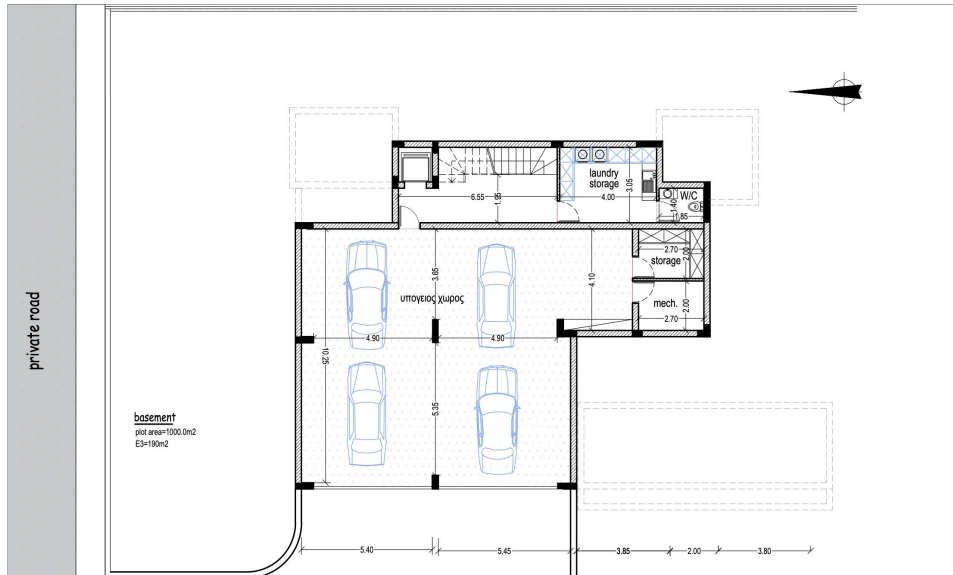 private road
laundry
storage
3.05
W/C
6.55
1.95
4.00
1.40
1.85
2.70
2.00
storage
3.65
4.10
mech.
2.00
2.70
4.90
4.90
10.25
5.35
basement
plot area=1000.0m2
E3=190m2
5.40
5.45
3.85
2.00
3.80